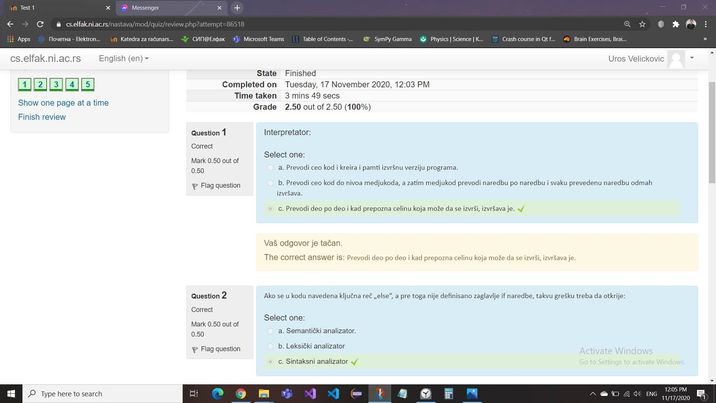 Test 1
Messenger
cs.elfak.ni.ac.rs/nastava/mod/quiz/review.php?attempt=86518
Apps
Почетна - Elektron...
Katedra za računars...
СИП@Елфак
Microsoft Teams
Table of Contents -...
SymPy Gamma
Physics | Science | K...
Crash course in Qt f...
Brain Exercises, Brai...
cs.elfak.ni.ac.rs
English (en)
Uros Velickovic
1 2 3 4 5
Show one page at a time
Finish review
State Finished
Completed on Tuesday, 17 November 2020, 12:03 PM
Time taken 3 mins 49 secs
Grade 2.50 out of 2.50 (100%)
Question 1
Correct
Mark 0.50 out of
0.50
Flag question
Interpretator:
Select one:
a. Prevodi ceo kod i kreira i pamti izvršnu verziju programa.
b. Prevodi ceo kod do nivoa medjukoda, a zatim medjukod prevodi naredbu po naredbu i svaku prevedenu naredbu odmah
izvršava.
c. Prevodi deo po deo i kad prepozna celinu koja može da se izvrši, izvršava je.
Vaš odgovor je tačan.
The correct answer is: Prevodi deo po deo i kad prepozna celinu koja može da se izvrši, izvršava je.
Question 2
Correct
Mark 0.50 out of
0.50
Flag question
Ako se u kodu navedena ključna reč „else", a pre toga nije definisano zaglavlje if naredbe, takvu grešku treba da otkrije:
Select one:
a. Semantički analizator.
b. Leksički analizator
c. Sintaksni analizator
Activate Windows
Go to Settings to activate Windows.
Type here to search
ENG
12:05 PM
11/17/2020